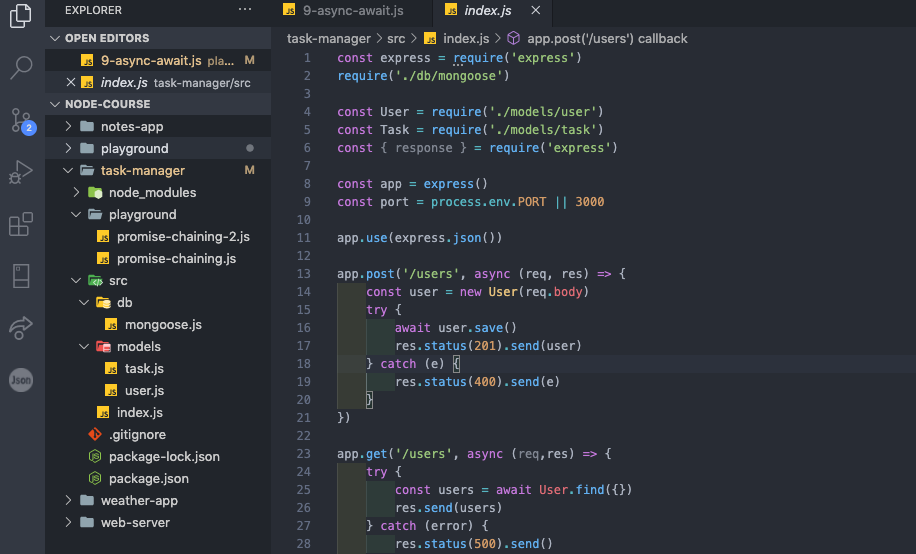 EXPLORER ...
OPEN EDITORS
JS 9-async-await.js pla... M
JS index.js task-manager/src
NODE-COURSE
notes-app
playground
task-manager M
node_modules
playground
JS promise-chaining-2.js
JS promise-chaining.js
src
db
JS mongoose.js
models
JS task.js
JS user.js
JS index.js
.gitignore
package-lock.json
package.json
weather-app
web-server
2
Json
JS 9-async-await.js
JS index.js
task-manager > src > JS index.js > app.post('/users') callback
1 const express = require('express')
2 require('./db/mongoose')
3
4 const User = require('./models/user')
5 const Task = require('./models/task')
6 const { response } = require('express')
7
8 const app = express()
9 const port = process.env.PORT || 3000
10
11 app.use(express.json())
12
13 app.post('/users', async (req, res) => {
14 const user = new User(req.body)
15 try {
16 await user.save()
17 res.status(201).send(user)
18 } catch (e) {
19 res.status(400).send(e)
20 }
21 })
22
23 app.get('/users', async (req,res) => {
24 try {
25 const users = await User.find({})
26 res.send(users)
27 } catch (error) {
28 res.status(500).send()